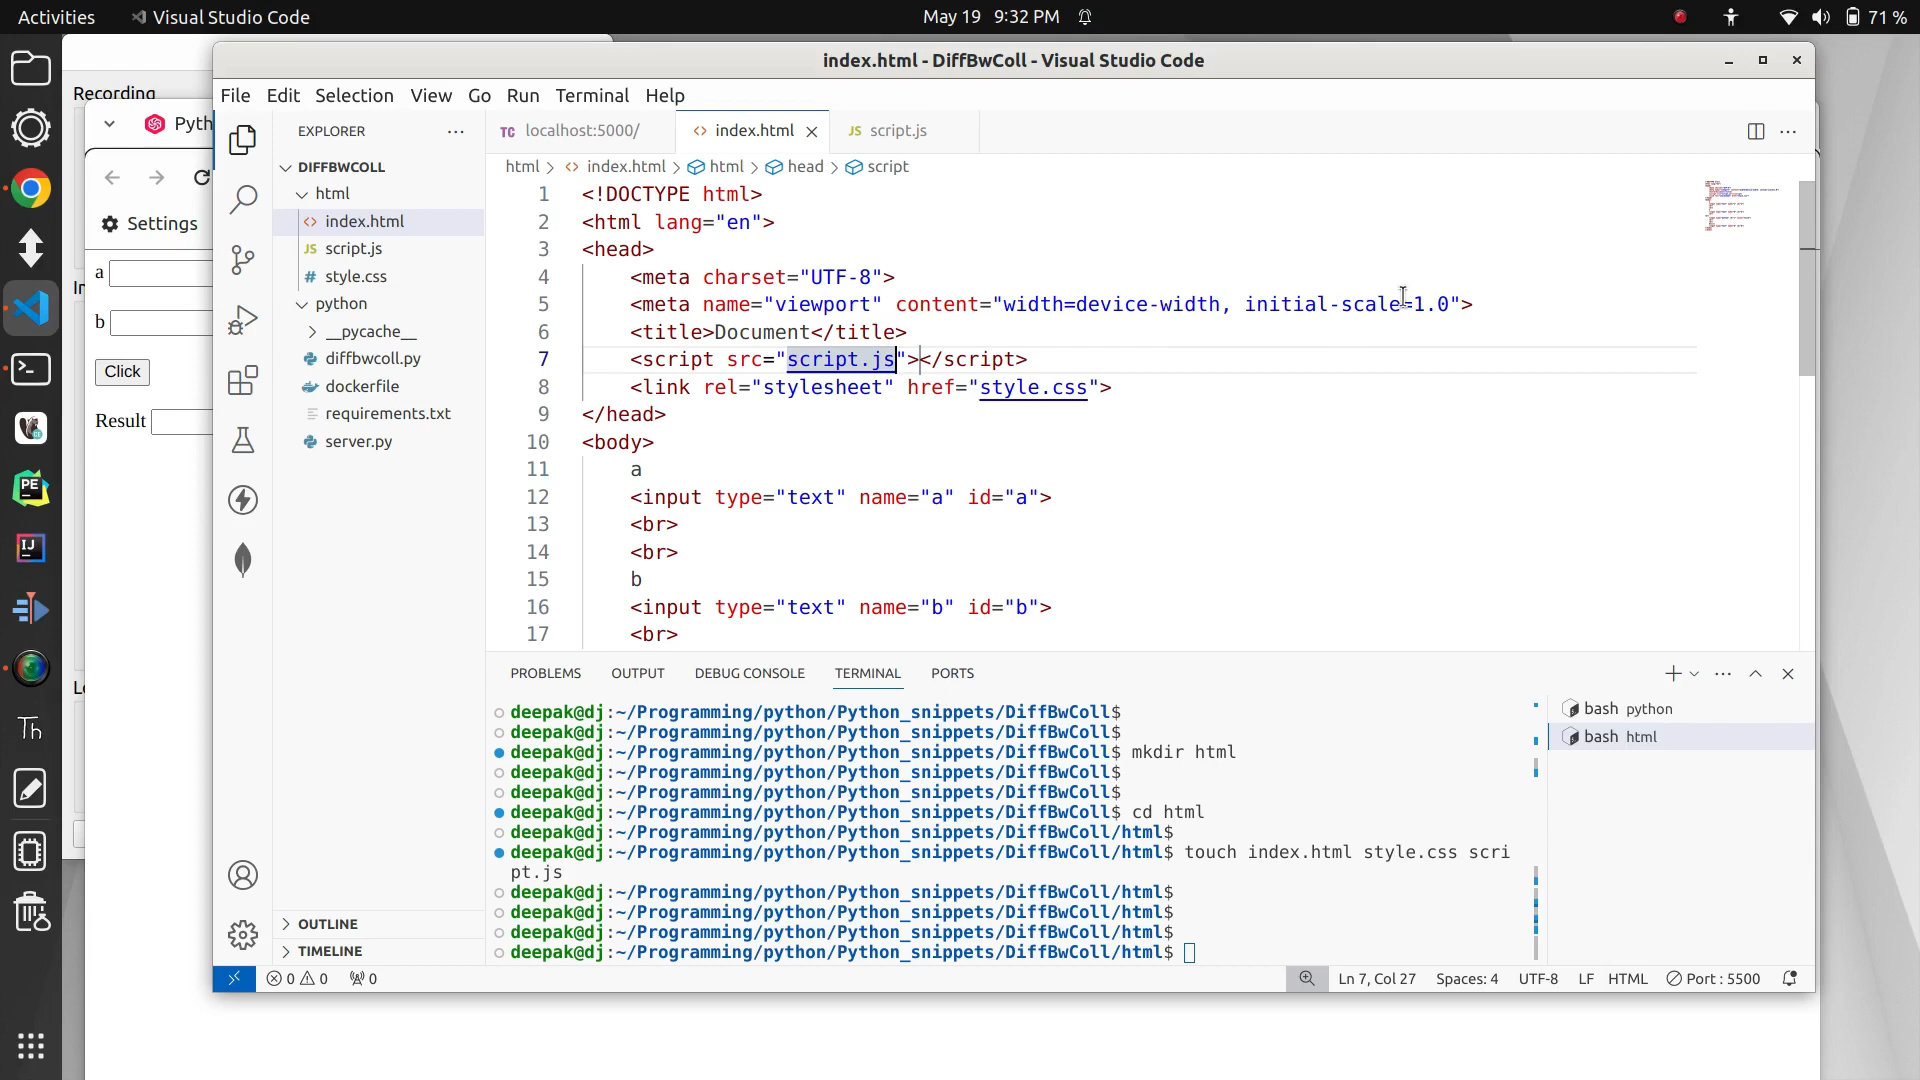 Activities
Visual Studio Code
May 19 9:32 PM
71 %
Recording
Pyth
Settings
a
b
Click
Result
index.html - DiffBwColl - Visual Studio Code
File Edit Selection View Go Run Terminal Help
EXPLORER
DIFFBWCOLL
html
index.html
script.js
style.css
python
__pycache__
diffbwcoll.py
dockerfile
requirements.txt
server.py
OUTLINE
TIMELINE
TC localhost:5000/
<> index.html
JS script.js
html > <> index.html > html > head > script
1 <!DOCTYPE html>
2 <html lang="en">
3 <head>
4 <meta charset="UTF-8">
5 <meta name="viewport" content="width=device-width, initial-scale=1.0">
6 <title>Document</title>
7 <script src="script.js"></script>
8 <link rel="stylesheet" href="style.css">
9 </head>
10 <body>
11 a
12 <input type="text" name="a" id="a">
13 <br>
14 <br>
15 b
16 <input type="text" name="b" id="b">
17 <br>
PROBLEMS OUTPUT DEBUG CONSOLE TERMINAL PORTS
deepak@dj:~/Programming/python/Python_snippets/DiffBwColl$
deepak@dj:~/Programming/python/Python_snippets/DiffBwColl$
deepak@dj:~/Programming/python/Python_snippets/DiffBwColl$ mkdir html
deepak@dj:~/Programming/python/Python_snippets/DiffBwColl$
deepak@dj:~/Programming/python/Python_snippets/DiffBwColl$
deepak@dj:~/Programming/python/Python_snippets/DiffBwColl$ cd html
deepak@dj:~/Programming/python/Python_snippets/DiffBwColl/html$
deepak@dj:~/Programming/python/Python_snippets/DiffBwColl/html$ touch index.html style.css scri
pt.js
deepak@dj:~/Programming/python/Python_snippets/DiffBwColl/html$
deepak@dj:~/Programming/python/Python_snippets/DiffBwColl/html$
deepak@dj:~/Programming/python/Python_snippets/DiffBwColl/html$
deepak@dj:~/Programming/python/Python_snippets/DiffBwColl/html$
bash python
bash html
0 0 0
Ln 7, Col 27 Spaces: 4 UTF-8 LF HTML Port : 5500
PE
IJ
Th